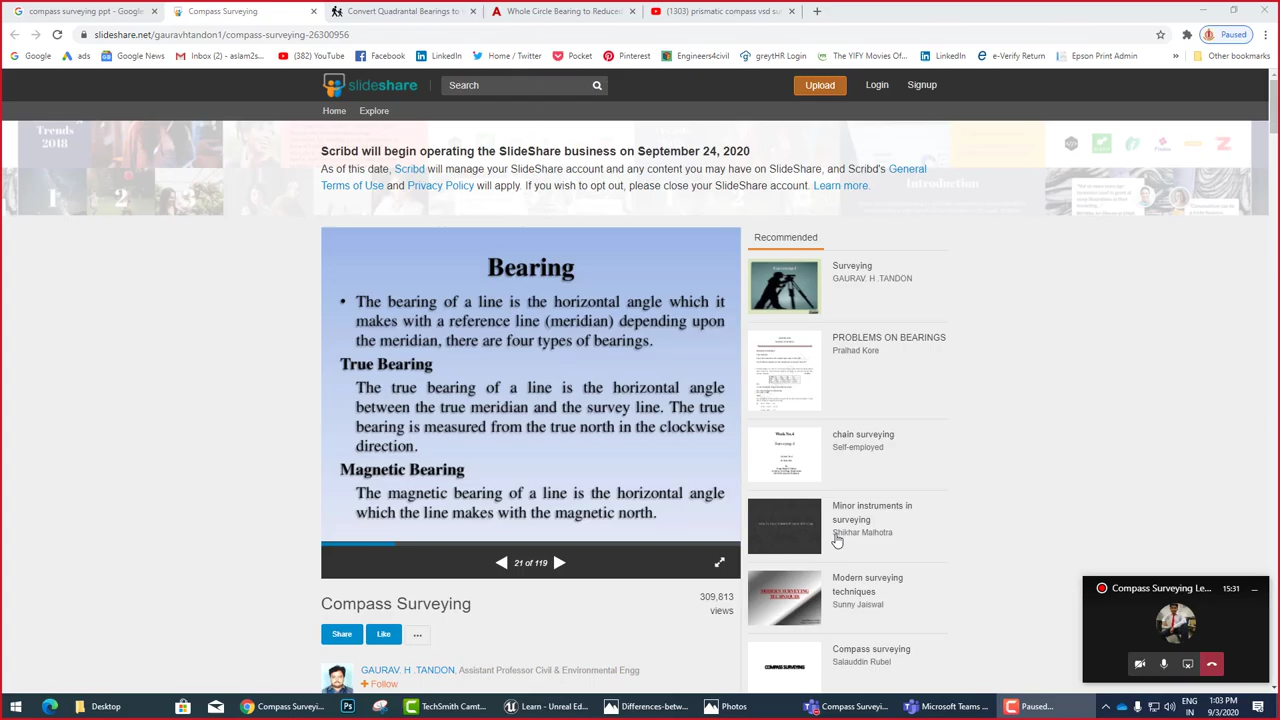 compass surveying ppt - Google S
Compass Surveying
Convert Quadrantal Bearings to W
Whole Circle Bearing to Reduced
(1303) prismatic compass vsd sur
slideshare.net/gauravhtandon1/compass-surveying-26300956
Paused
Google
ads
Google News
Inbox (2) - aslam2s...
(382) YouTube
Facebook
LinkedIn
Home / Twitter
Pocket
Pinterest
Engineers4civil
greytHR Login
The YIFY Movies Of...
LinkedIn
e-Verify Return
Epson Print Admin
Other bookmarks
slideshare
Search
Upload
Login
Signup
Home
Explore
Trends
2018
Introduction
Scribd will begin operating the SlideShare business on September 24, 2020
As of this date, Scribd will manage your SlideShare account and any content you may have on SlideShare, and Scribd's General
Terms of Use and Privacy Policy will apply. If you wish to opt out, please close your SlideShare account. Learn more.
Bearing
• The bearing of a line is the horizontal angle which it
makes with a reference line (meridian) depending upon
the meridian, there are four types of bearings.
True Bearing
The true bearing of a line is the horizontal angle
between the true meridian and the survey line. The true
bearing is measured from the true north in the clockwise
direction.
Magnetic Bearing
The magnetic bearing of a line is the horizontal angle
which the line makes with the magnetic north.
21 of 119
Compass Surveying
309,813
views
Share
Like
...
GAURAV. H .TANDON, Assistant Professor Civil & Environmental Engg
+ Follow
Recommended
Surveying
GAURAV. H .TANDON
PROBLEMS ON BEARINGS
Pralhad Kore
chain surveying
Self-employed
Minor instruments in
surveying
Shikhar Malhotra
MODERN SURVEYING
TECHNIQUES
Modern surveying
techniques
Sunny Jaiswal
COMPASS SURVEYING
Compass surveying
Salauddin Rubel
Compass Surveying Le...
15:31
Desktop
Compass Surveyin...
TechSmith Camt...
Learn - Unreal Ed...
Differences-betw...
Photos
Compass Surveyin...
Microsoft Teams ...
Paused...
ENG
IN
1:03 PM
9/3/2020